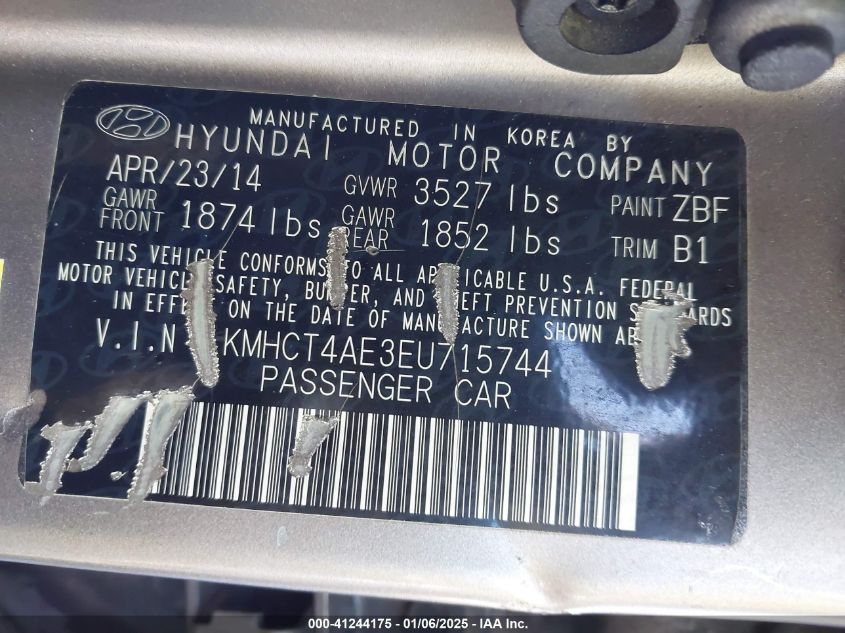 MANUFACTURED IN KOREA BY
HYUNDAI MOTOR COMPANY
APR/23/14 GVWR 3527 lbs PAINT ZBF
GAWR FRONT 1874 lbs GAWR REAR 1852 lbs TRIM B1
THIS VEHICLE CONFORMS TO ALL APPLICABLE U.S.A. FEDERAL
MOTOR VEHICLE SAFETY, BUMPER, AND THEFT PREVENTION STANDARDS
IN EFFECT ON THE DATE OF MANUFACTURE SHOWN ABOVE
V.I.N KMHCT4AE3EU715744
PASSENGER CAR
000-41244175 - 01/06/2025 - IAA Inc.